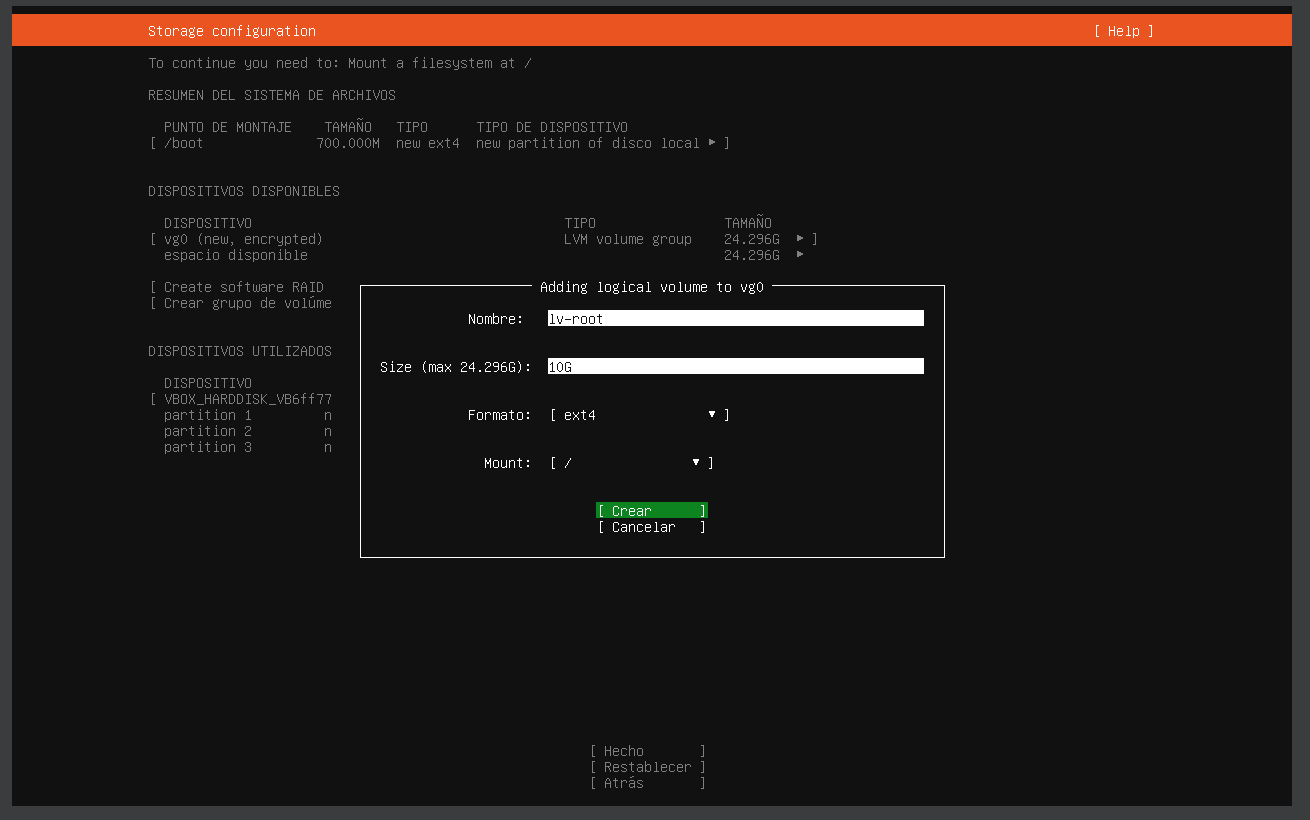 Storage configuration [ Help ]
To continue you need to: Mount a filesystem at /
RESUMEN DEL SISTEMA DE ARCHIVOS
PUNTO DE MONTAJE TAMAÑO TIPO TIPO DE DISPOSITIVO
[ /boot 700.000M new ext4 new partition of disco local ▸ ]
DISPOSITIVOS DISPONIBLES
DISPOSITIVO TIPO TAMAÑO
[ vg0 (new, encrypted) LVM volume group 24.296G ▸ ]
espacio disponible 24.296G ▸
[ Create software RAID
[ Crear grupo de volúme
Adding logical volume to vg0
Nombre: lv-root
Size (max 24.296G): 10G
Formato: [ ext4 ▾ ]
Mount: [ / ▾ ]
[ Crear ]
[ Cancelar ]
DISPOSITIVOS UTILIZADOS
DISPOSITIVO
[ VBOX_HARDDISK_VB6ff77
partition 1 n
partition 2 n
partition 3 n
[ Hecho ]
[ Restablecer ]
[ Atrás ]